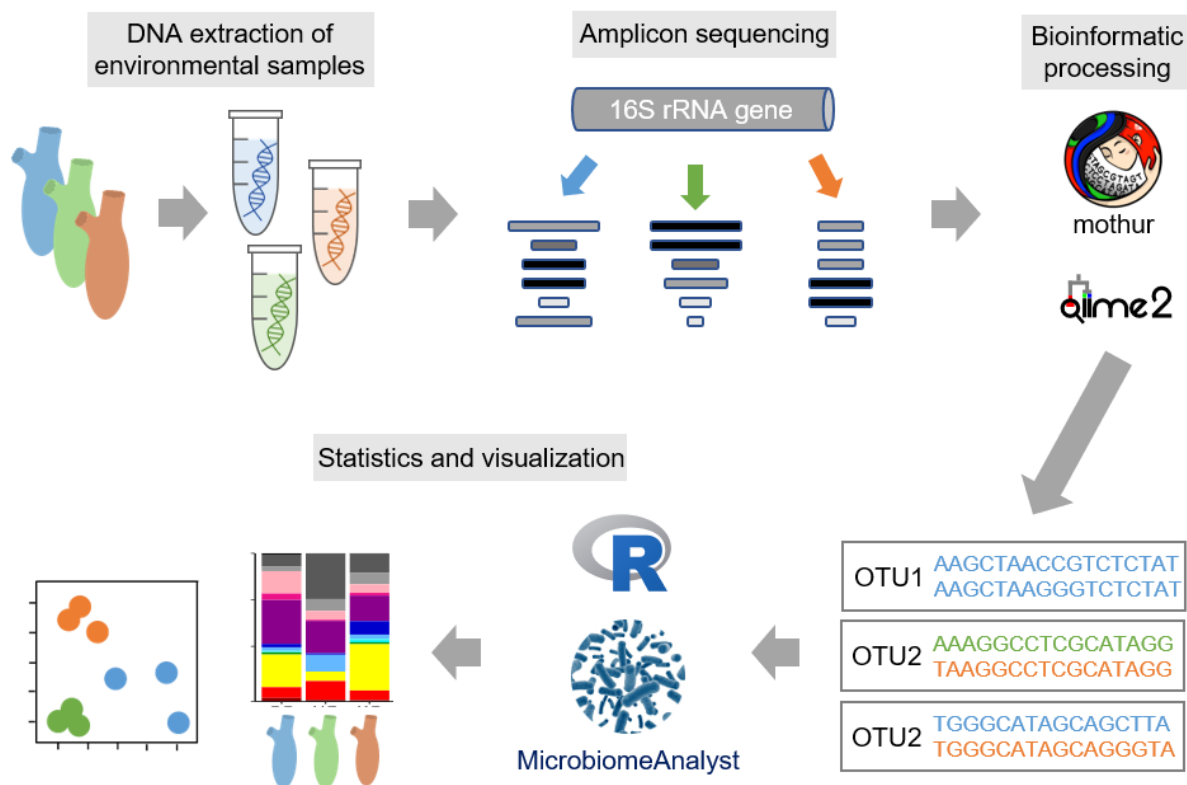 DNA extraction of
environmental samples
Amplicon sequencing
Bioinformatic
processing
16S rRNA gene
mothur
qiime2
Statistics and visualization
R
MicrobiomeAnalyst
OTU1
AAGCTAACCGTCTCTAT
AAGCTAAGGGTCTCTAT
OTU2
AAAGGCCTCGCATAGG
TAAGGCCTCGCATAGG
OTU2
TGGGCATAGCAGCTTA
TGGGCATAGCAGGGTA